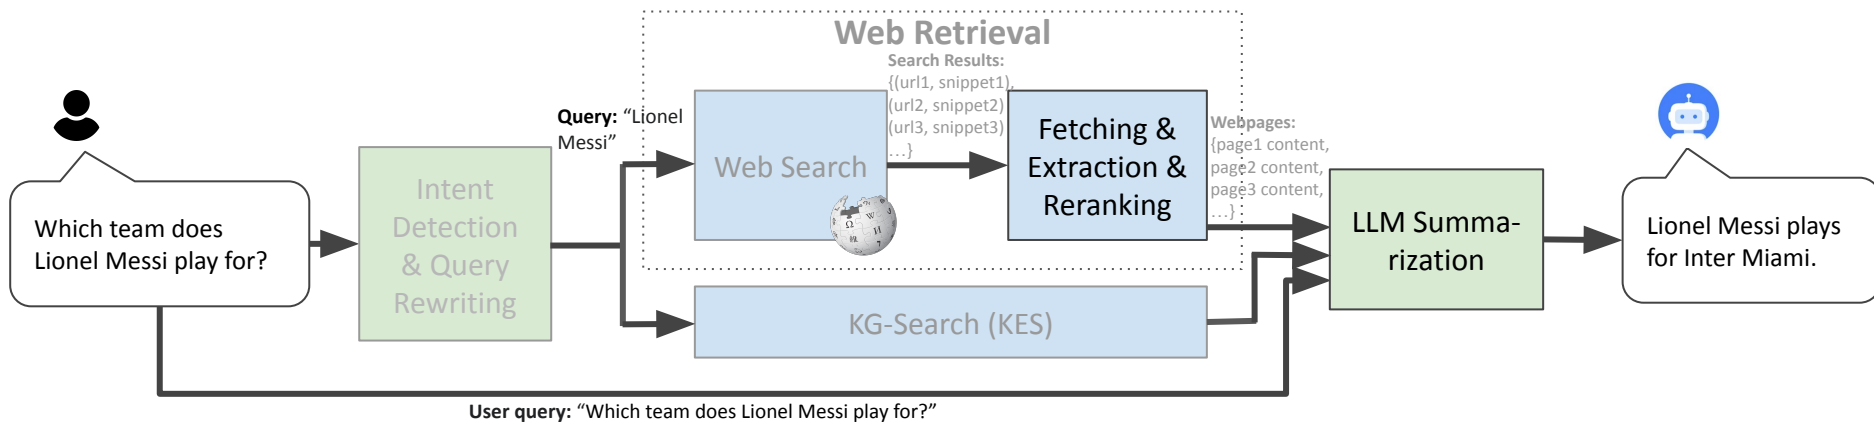 Which team does
Lionel Messi play for?
Intent
Detection
& Query
Rewriting
Query: “Lionel
Messi”
Web Retrieval
Web Search
Search Results:
{(url1, snippet1),
(url2, snippet2)
(url3, snippet3)
…}
Fetching &
Extraction &
Reranking
Webpages:
{page1 content,
page2 content,
page3 content,
…}
KG-Search (KES)
LLM Summa-
rization
Lionel Messi plays
for Inter Miami.
User query: “Which team does Lionel Messi play for?”